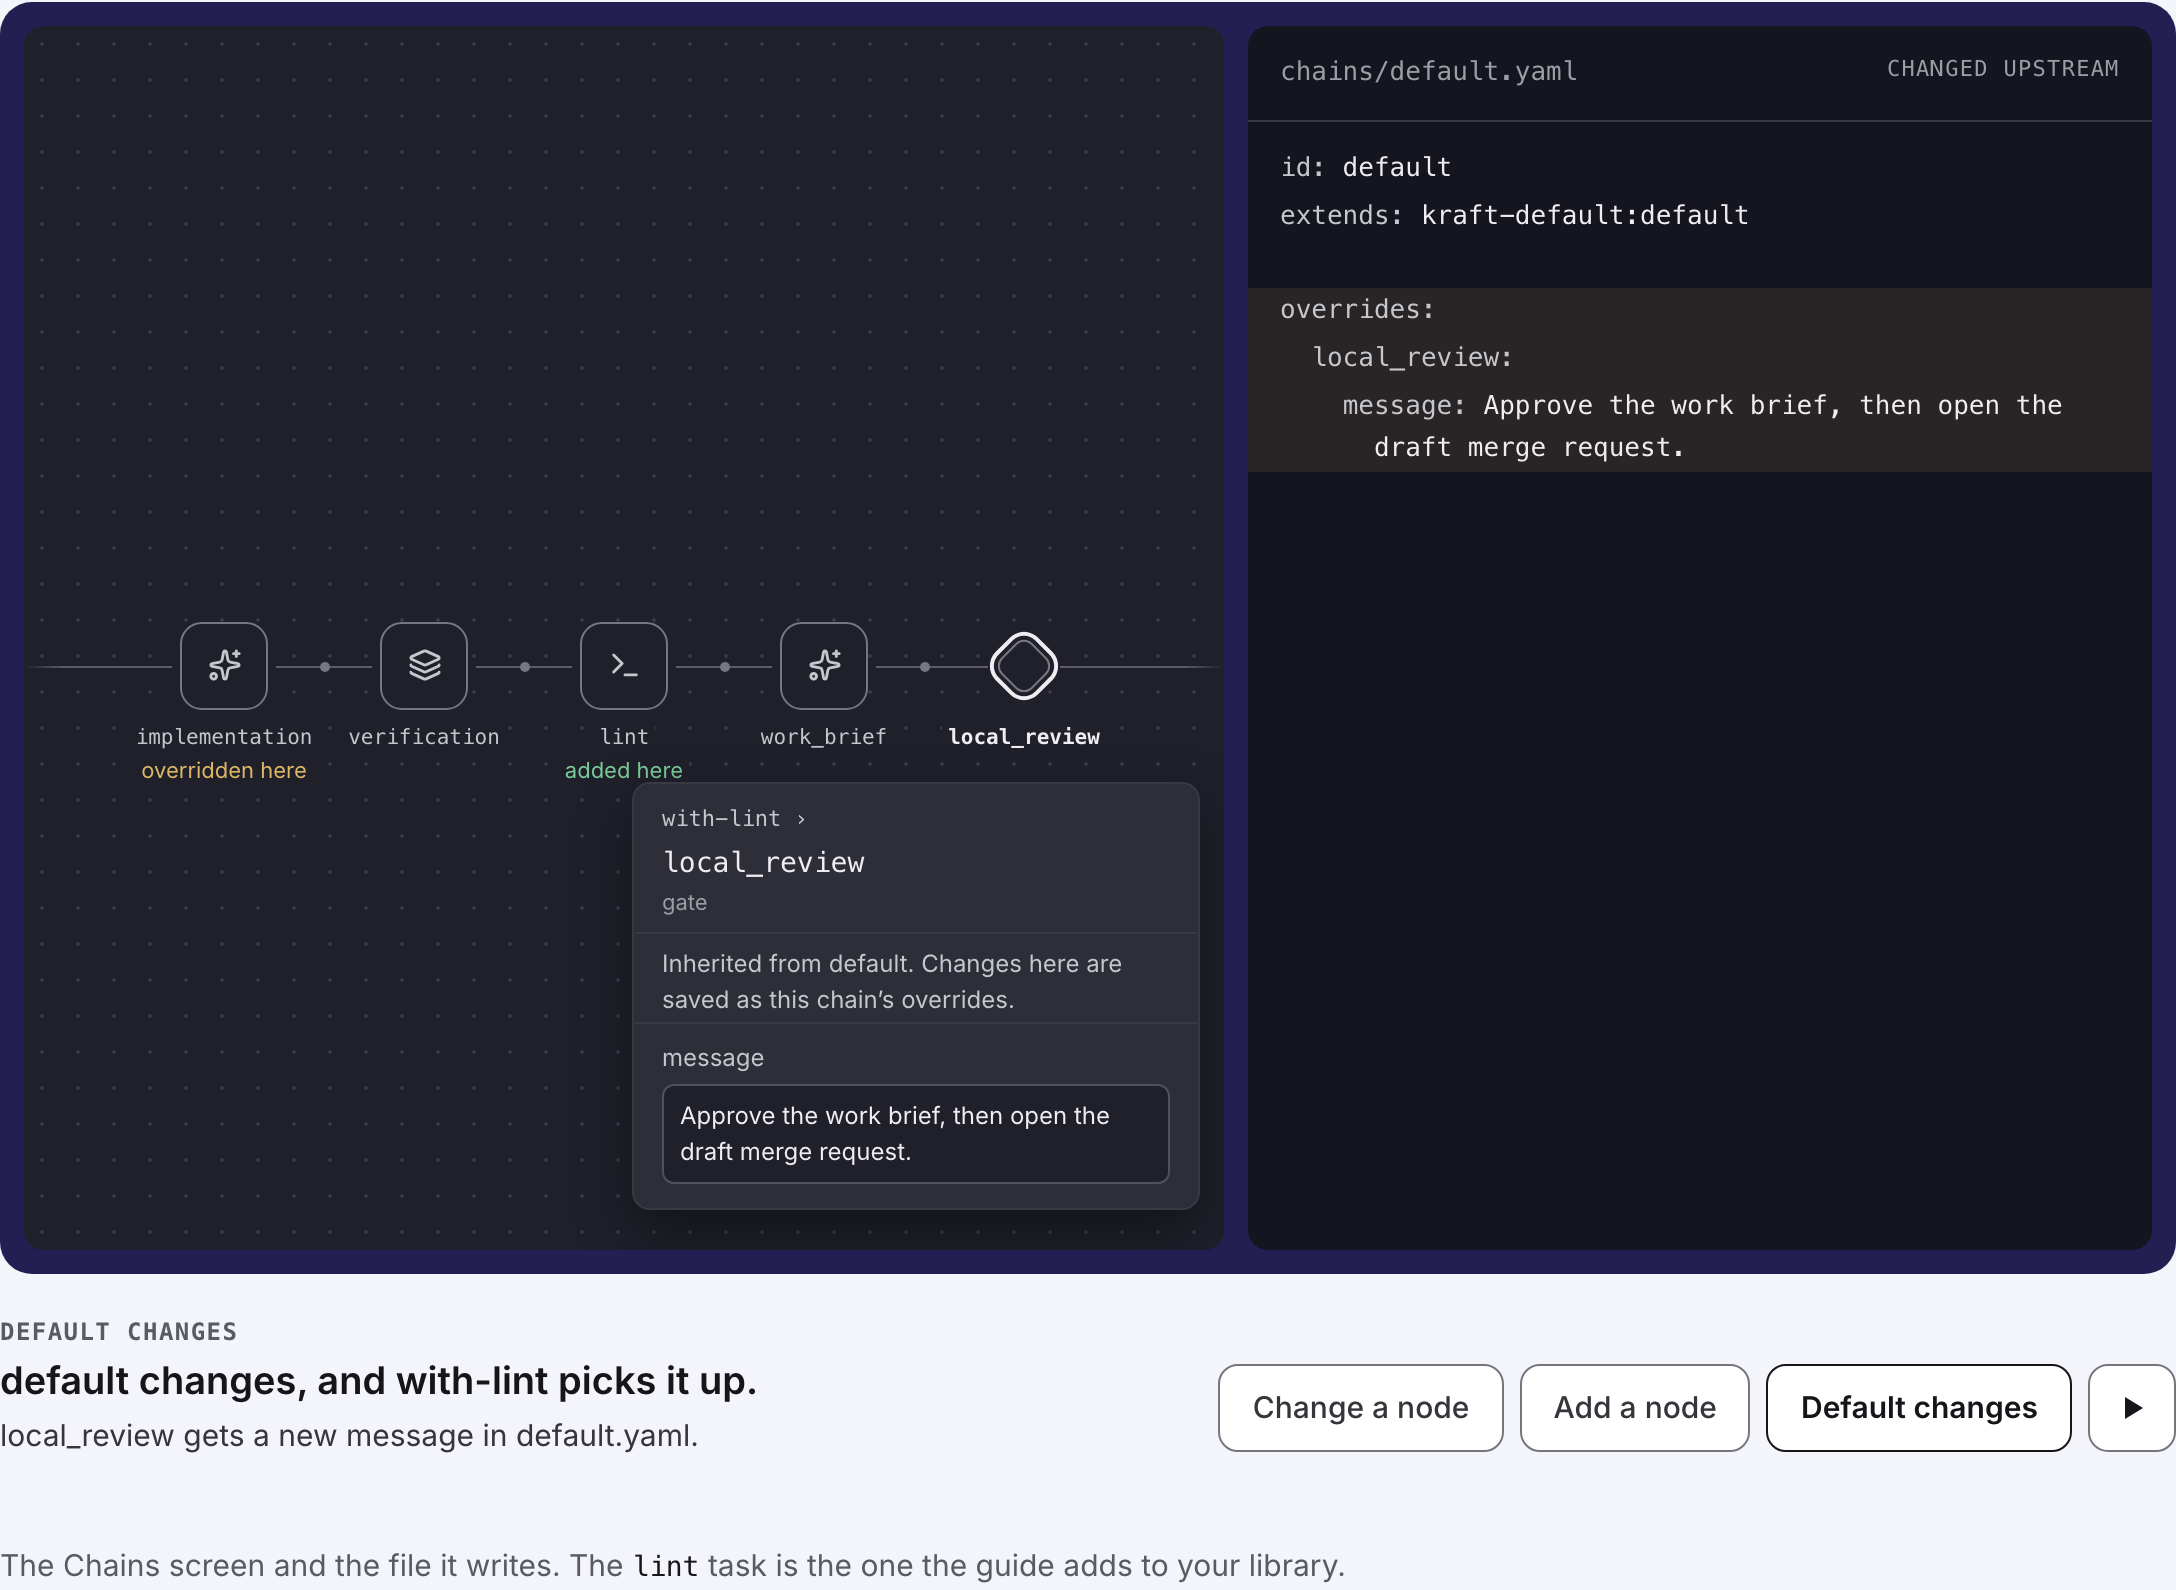 implementation
overridden here
verification
lint
added here
work_brief
local_review
with-lint ›
local_review
gate
Inherited from default. Changes here are
saved as this chain’s overrides.
message
Approve the work brief, then open the
draft merge request.
chains/default.yaml
CHANGED UPSTREAM
id: default
extends: kraft-default:default
overrides:
local_review:
message: Approve the work brief, then open the
draft merge request.
DEFAULT CHANGES
default changes, and with-lint picks it up.
local_review gets a new message in default.yaml.
Change a node
Add a node
Default changes
The Chains screen and the file it writes. The lint task is the one the guide adds to your library.